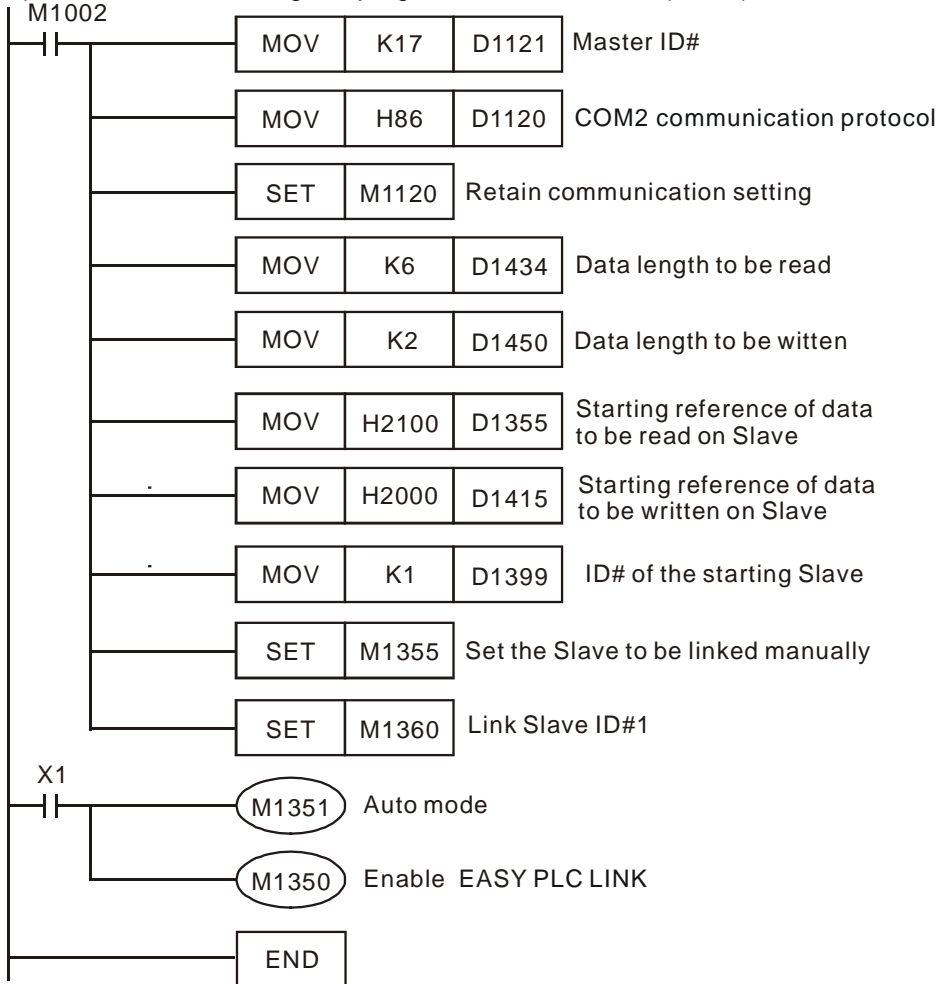 M1002
MOV K17 D1121 Master ID#
MOV H86 D1120 COM2 communication protocol
SET M1120 Retain communication setting
MOV K6 D1434 Data length to be read
MOV K2 D1450 Data length to be witten
MOV H2100 D1355 Starting reference of data
to be read on Slave
MOV H2000 D1415 Starting reference of data
to be written on Slave
MOV K1 D1399 ID# of the starting Slave
SET M1355 Set the Slave to be linked manually
SET M1360 Link Slave ID#1
X1
M1351 Auto mode
M1350 Enable EASY PLC LINK
END